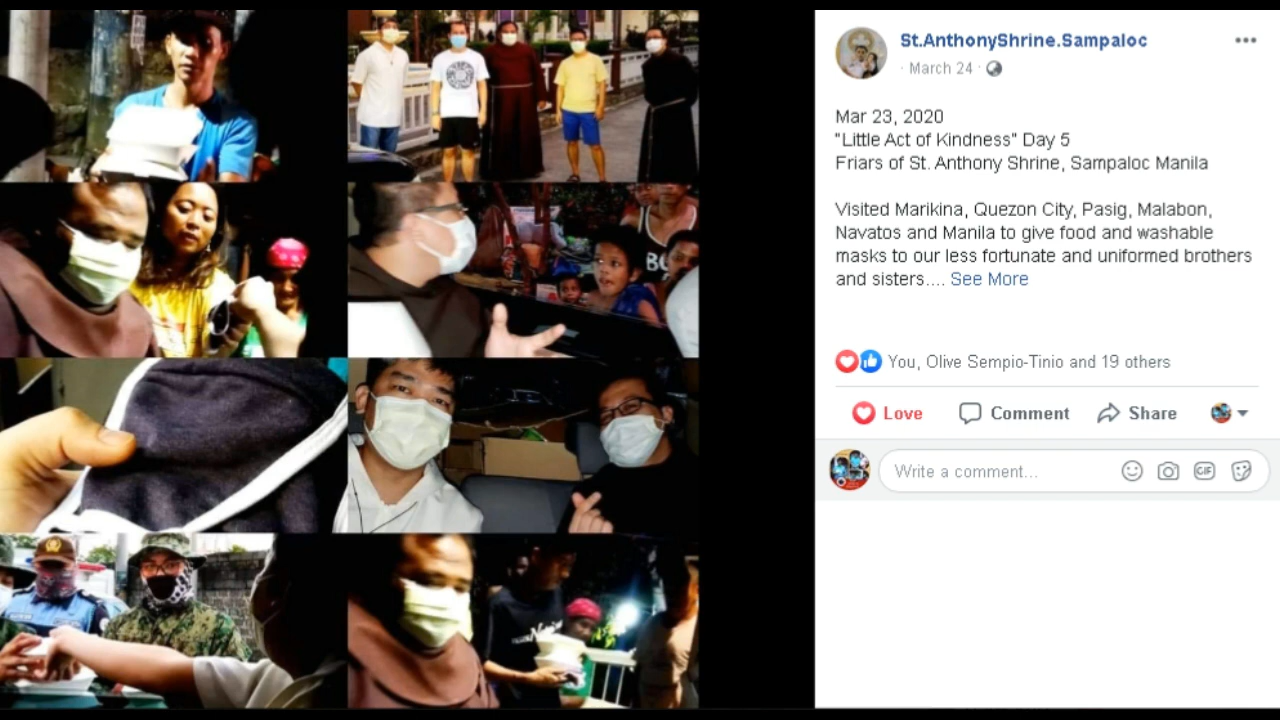 St.AnthonyShrine.Sampaloc
· March 24 ·
Mar 23, 2020
"Little Act of Kindness" Day 5
Friars of St. Anthony Shrine, Sampaloc Manila
Visited Marikina, Quezon City, Pasig, Malabon,
Navatos and Manila to give food and washable
masks to our less fortunate and uniformed brothers
and sisters.... See More
You, Olive Sempio-Tinio and 19 others
Love Comment Share
Write a comment...
GIF